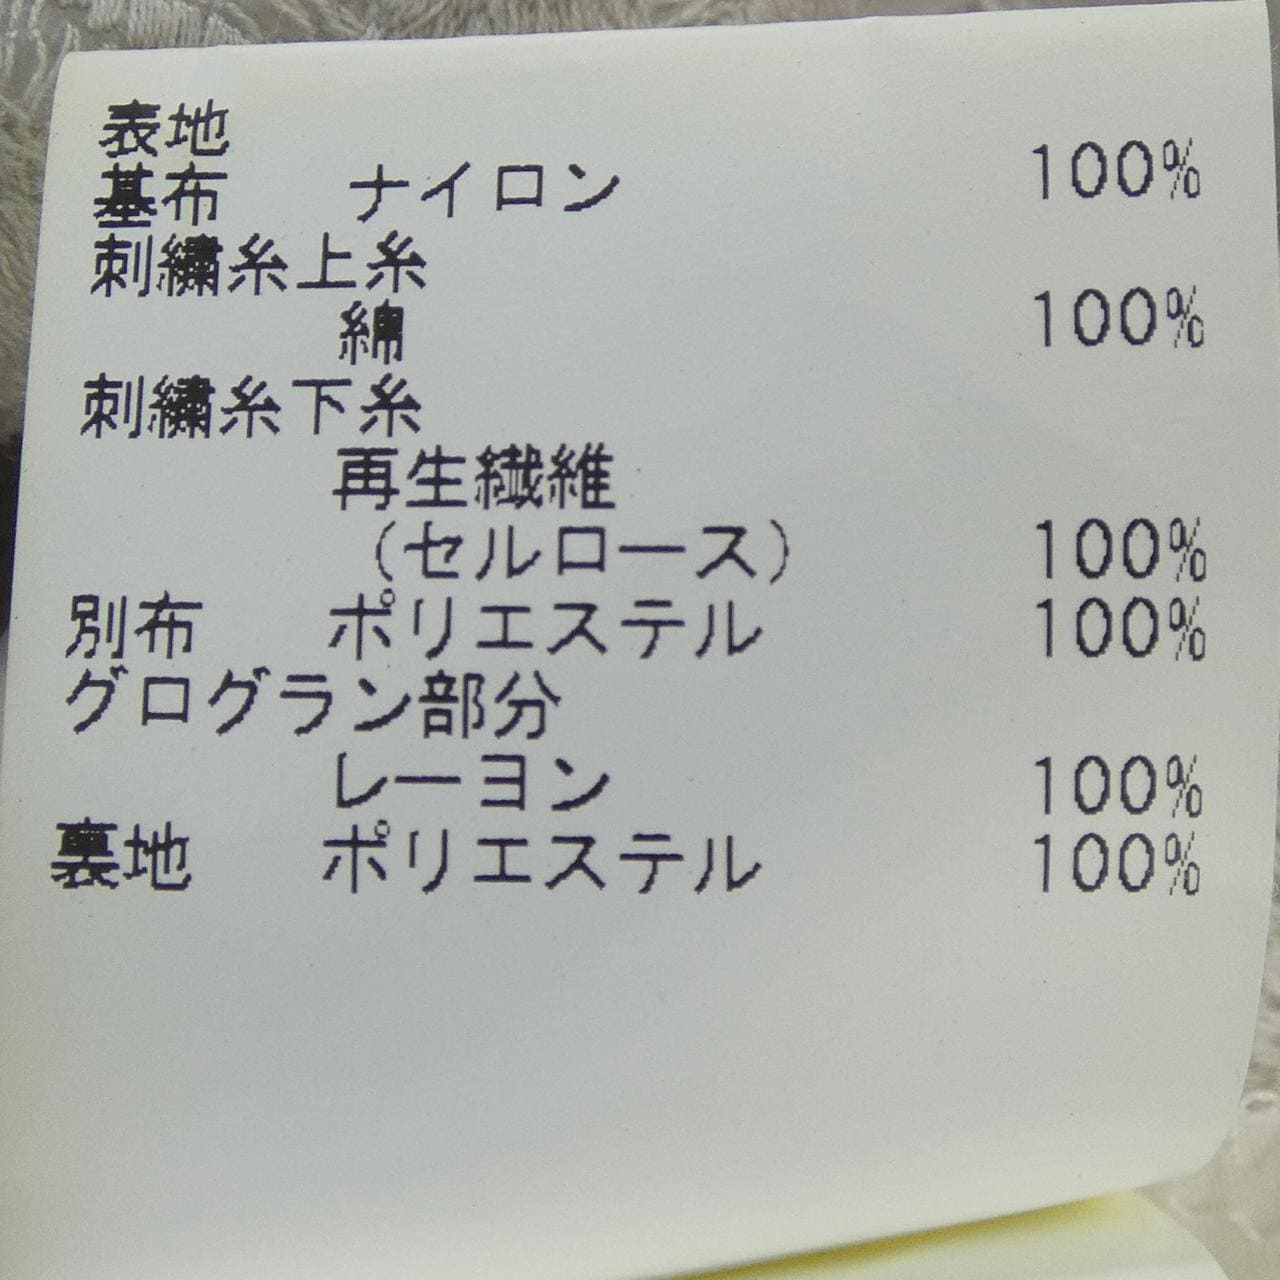 表地
基布 ナイロン 100%
刺繍糸上糸
綿 100%
刺繍糸下糸
再生繊維
(セルロース) 100%
別布 ポリエステル 100%
グログラン部分
レーヨン 100%
裏地 ポリエステル 100%